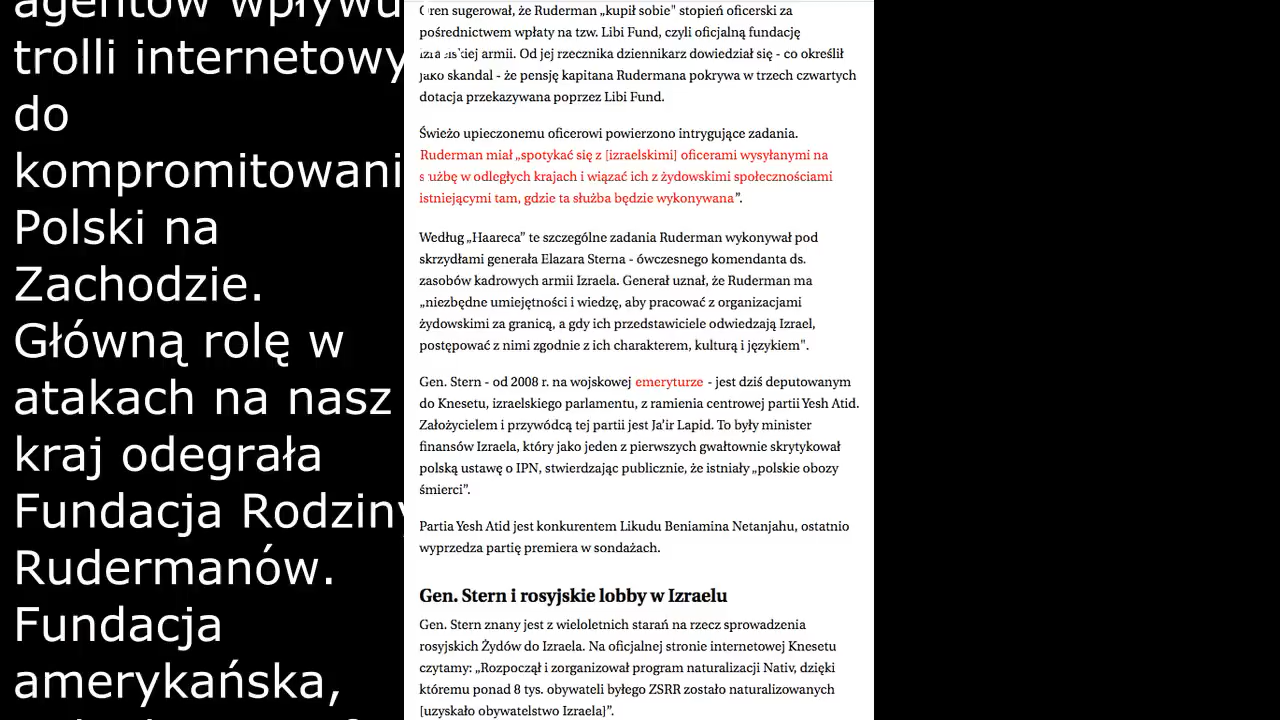 agentów wpływu
trolli internetowy
do
kompromitowani
Polski na
Zachodzie.
Główną rolę w
atakach na nasz
kraj odegrała
Fundacja Rodziny
Rudermanów.
Fundacja
amerykańska,
Oren sugerował, że Ruderman „kupił sobie" stopień oficerski za
pośrednictwem wpłaty na tzw. Libi Fund, czyli oficjalną fundację
izraelskiej armii. Od jej rzecznika dziennikarz dowiedział się - co określił
jako skandal - że pensję kapitana Rudermana pokrywa w trzech czwartych
dotacja przekazywana poprzez Libi Fund.
Świeżo upieczonemu oficerowi powierzono intrygujące zadania.
Ruderman miał „spotykać się z [izraelskimi] oficerami wysyłanymi na
służbę w odległych krajach i wiązać ich z żydowskimi społecznościami
istniejącymi tam, gdzie ta służba będzie wykonywana”.
Według „Haareca” te szczególne zadania Ruderman wykonywał pod
skrzydłami generała Elazara Sterna - ówczesnego komendanta ds.
zasobów kadrowych armii Izraela. Generał uznał, że Ruderman ma
„niezbędne umiejętności i wiedzę, aby pracować z organizacjami
żydowskimi za granicą, a gdy ich przedstawiciele odwiedzają Izrael,
postępować z nimi zgodnie z ich charakterem, kulturą i językiem".
Gen. Stern - od 2008 r. na wojskowej emeryturze - jest dziś deputowanym
do Knesetu, izraelskiego parlamentu, z ramienia centrowej partii Yesh Atid.
Założycielem i przywódcą tej partii jest Ja’ir Lapid. To były minister
finansów Izraela, który jako jeden z pierwszych gwałtownie skrytykował
polską ustawę o IPN, stwierdzając publicznie, że istniały „polskie obozy
śmierci”.
Partia Yesh Atid jest konkurentem Likudu Beniamina Netanjahu, ostatnio
wyprzedza partię premiera w sondażach.
Gen. Stern i rosyjskie lobby w Izraelu
Gen. Stern znany jest z wieloletnich starań na rzecz sprowadzenia
rosyjskich Żydów do Izraela. Na oficjalnej stronie internetowej Knesetu
czytamy: „Rozpoczął i zorganizował program naturalizacji Nativ, dzięki
któremu ponad 8 tys. obywateli byłego ZSRR zostało naturalizowanych
[uzyskało obywatelstwo Izraela]”.